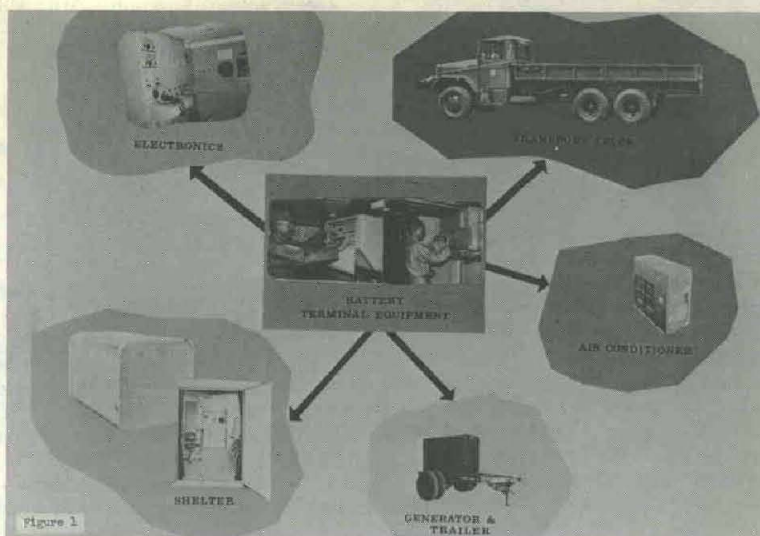 ELECTRONICS
TRANSPORT TRUCK
BATTERY
TERMINAL EQUIPMENT
AIR CONDITIONER
SHELTER
GENERATOR &
TRAILER
Figure 1